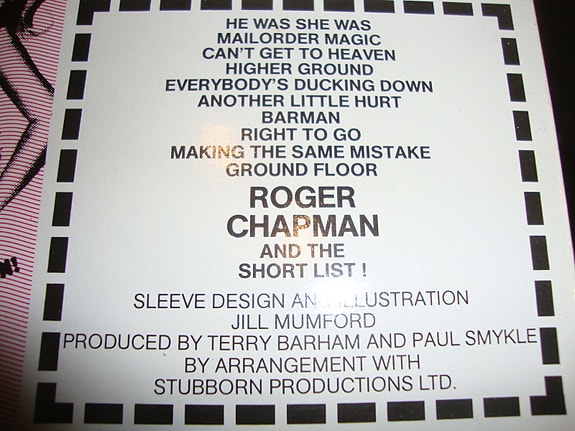 HE WAS SHE WAS
MAILORDER MAGIC
CAN'T GET TO HEAVEN
HIGHER GROUND
EVERYBODY'S DUCKING DOWN
ANOTHER LITTLE HURT
BARMAN
RIGHT TO GO
MAKING THE SAME MISTAKE
GROUND FLOOR
ROGER
CHAPMAN
AND THE
SHORT LIST !
SLEEVE DESIGN AND ILLUSTRATION
JILL MUMFORD
PRODUCED BY TERRY BARHAM AND PAUL SMYKLE
BY ARRANGEMENT WITH
STUBBORN PRODUCTIONS LTD.